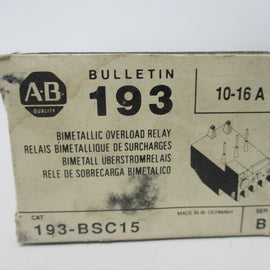 BULLETIN
A-B
QUALITY
193
10-16 A
BIMETALLIC OVERLOAD RELAY
RELAIS BIMETALLIQUE DE SURCHARGES
BIMETALL ÜBERSTROMRELAIS
RELE DE SOBRECARGA BIMETALICO
CAT
MADE IN W. GERMANY
SER
193-BSC15
B